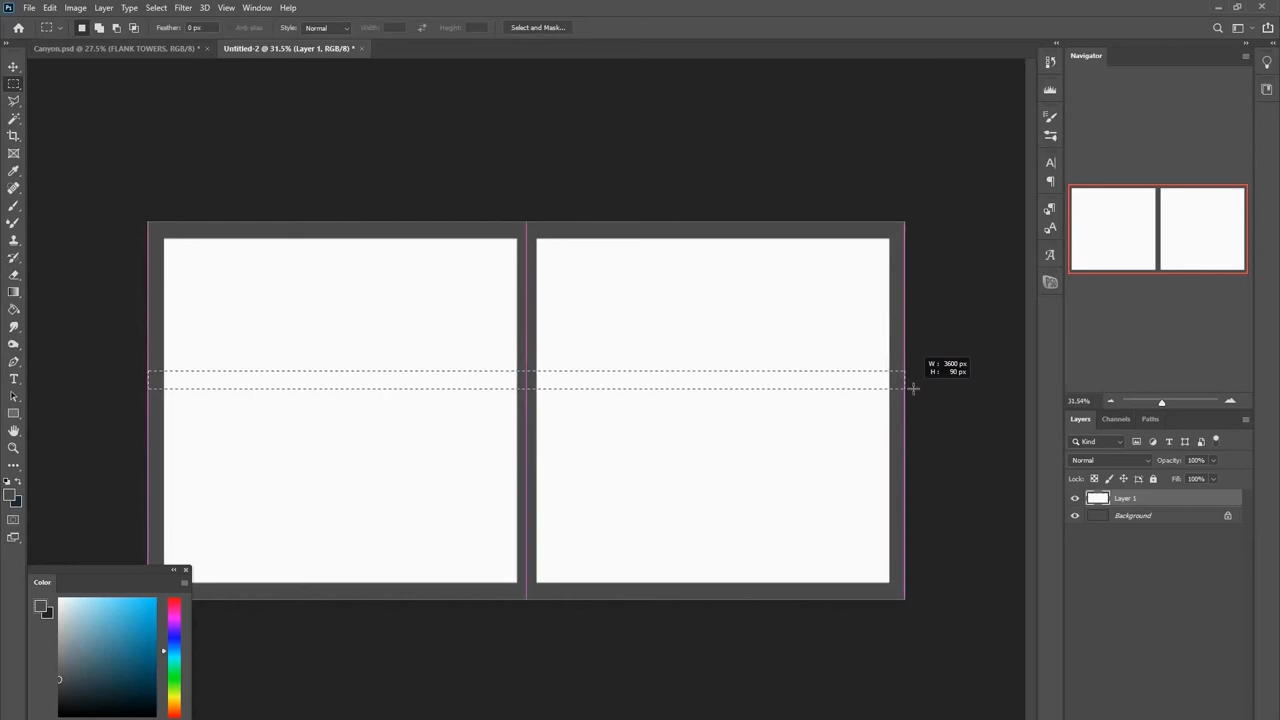 Ps File Edit Image Layer Type Select Filter 3D View Window Help
Feather: 0 px Anti-alias Style: Normal Width: Height: Select and Mask...
Canyon.psd @ 27.5% (FLANK TOWERS, RGB/8) * × Untitled-2 @ 31.5% (Layer 1, RGB/8) * ×
Navigator
W : 3600 px
H : 90 px
31.54%
Layers Channels Paths
Kind
Normal Opacity: 100%
Lock: Fill: 100%
Layer 1
Background
Color